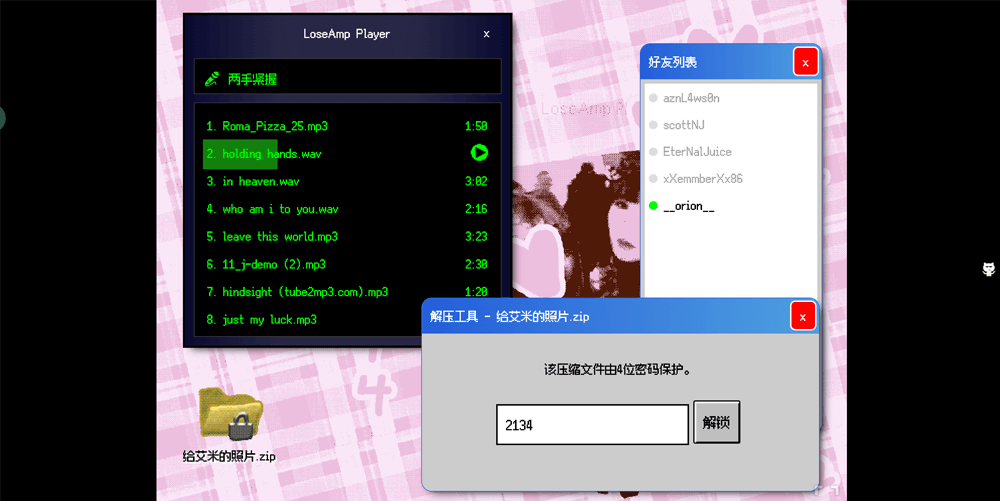 LoseAmp Player
x
两手紧握
1. Roma_Pizza_25.mp3 1:50
2. holding hands.wav
3. in heaven.wav 3:02
4. who am i to you.wav 2:16
5. leave this world.mp3 3:23
6. 11_j-demo (2).mp3 2:30
7. hindsight (tube2mp3.com).mp3 1:20
8. just my luck.mp3
LoseAmp Pl
好友列表
x
aznL4ws0n
scottNJ
EterNalJuice
xXemmberXx86
__orion__
解压工具 - 给艾米的照片.zip
x
该压缩文件由4位密码保护。
2134
解锁
4
给艾米的照片.zip